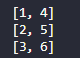 [1, 4]
[2, 5]
[3, 6]